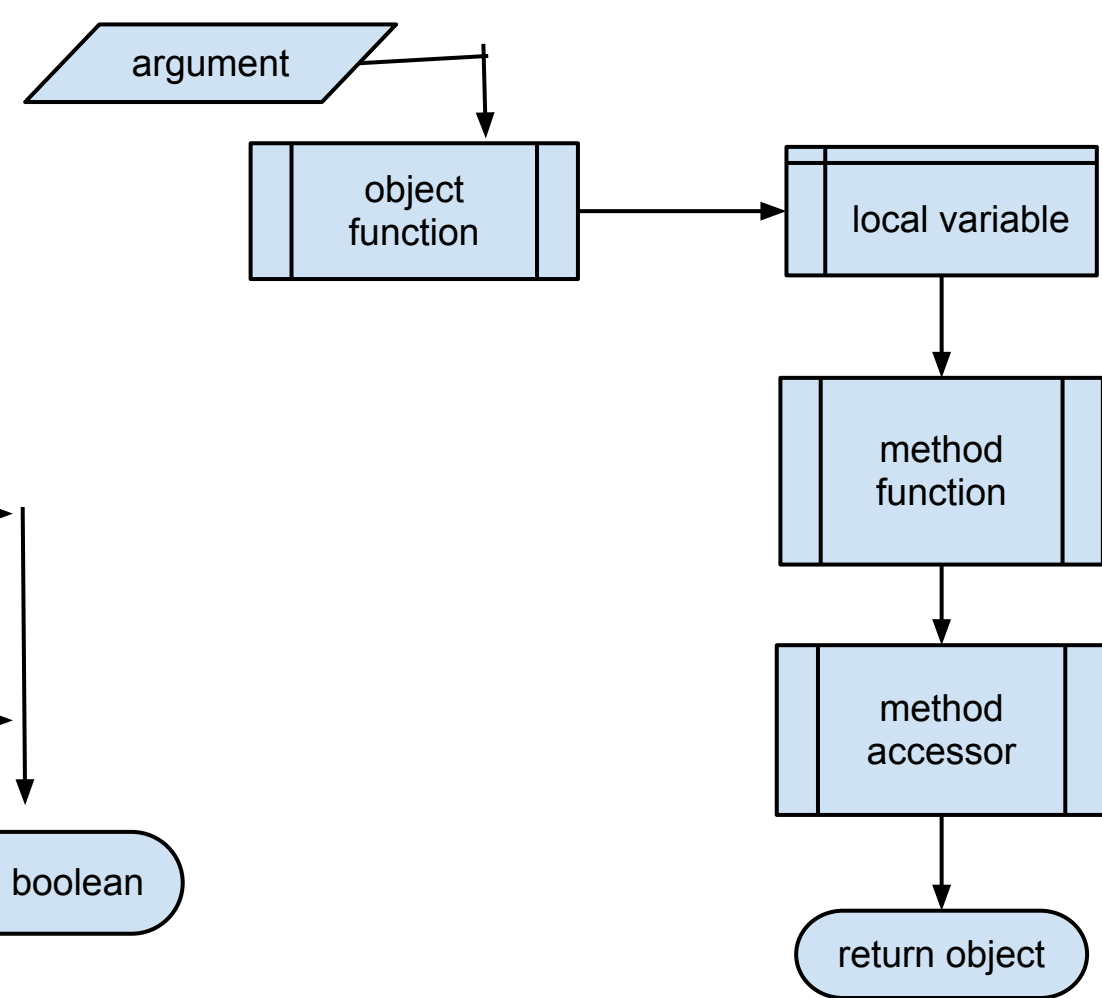 argument
object
function
local variable
method
function
method
accessor
boolean
return object